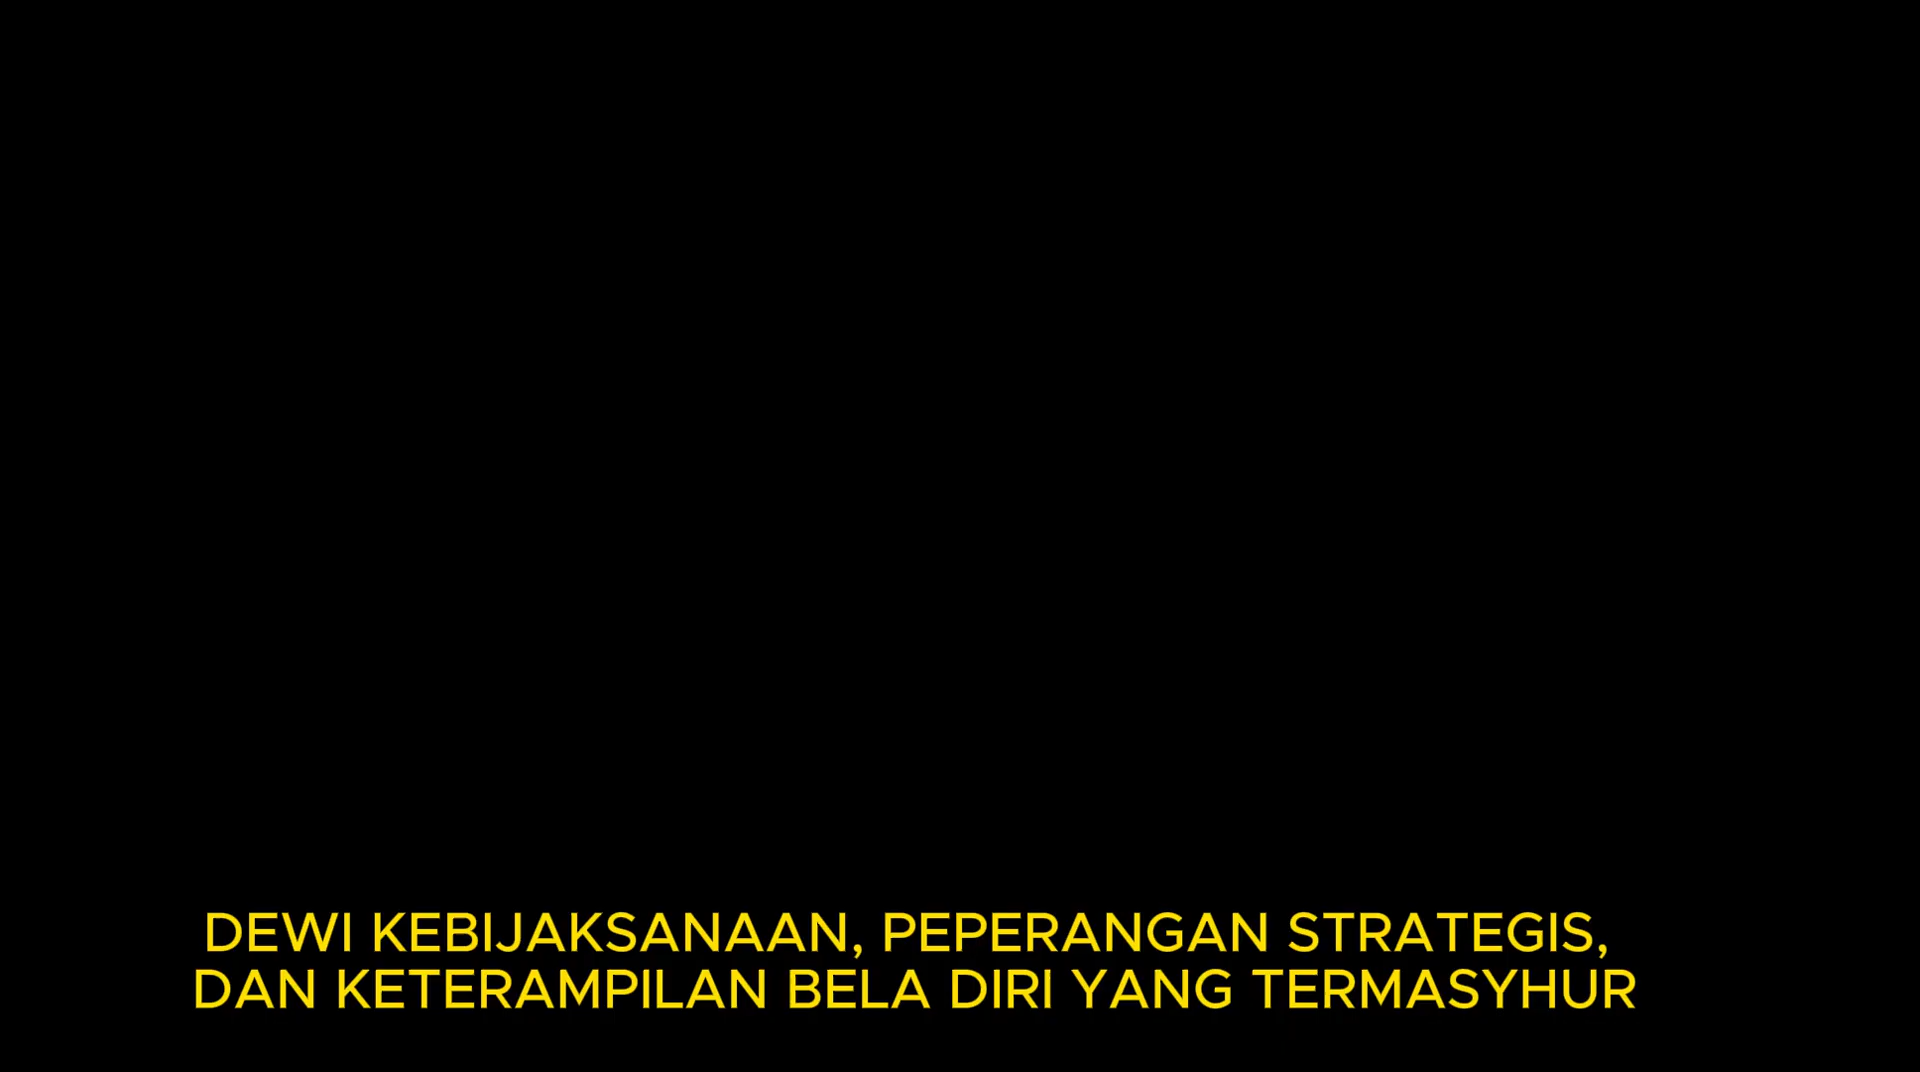 DEWI KEBIJAKSANAAN, PEPERANGAN STRATEGIS,
DAN KETERAMPILAN BELA DIRI YANG TERMASYHUR